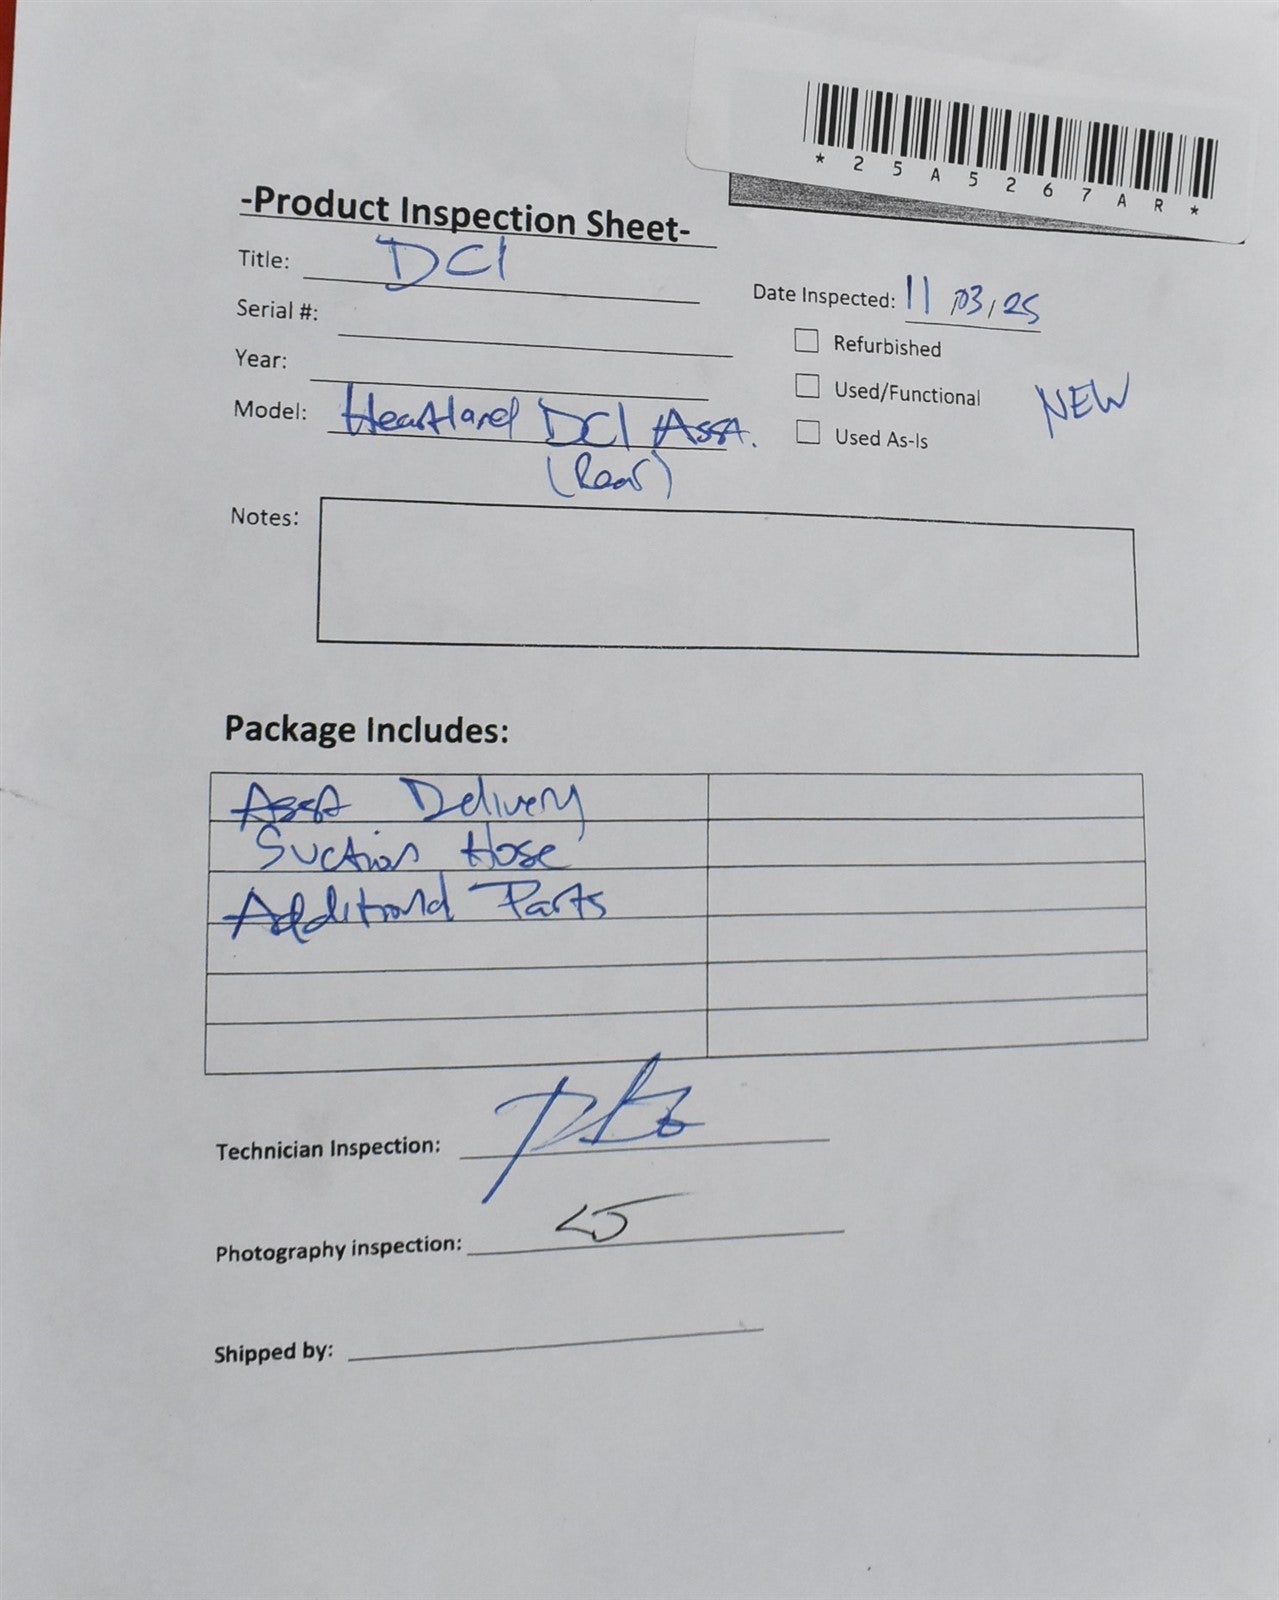 *25A5267AR*
-Product Inspection Sheet-
Title: DCI
Date Inspected: 11/03/25
Serial #:
Refurbished
Year:
Used/Functional
NEW
Model: Heartland DCI Asst.
(Rear)
Used As-Is
Notes:
Package Includes:
Asst Delivery
Suction Hose
Additional Parts
Technician Inspection:
Photography inspection:
Shipped by: